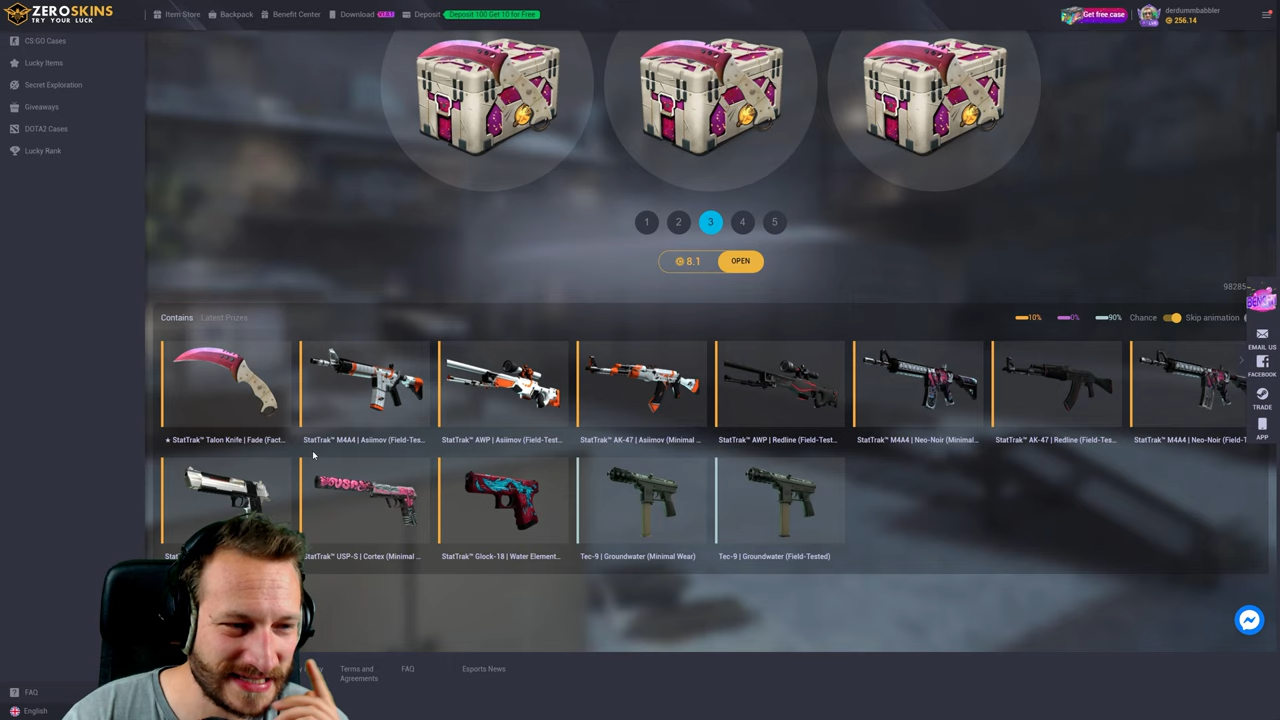 ZEROSKINS
TRY YOUR LUCK
Item Store
Backpack
Benefit Center
Download V1.8.1
Deposit
Deposit 100 Get 10 for Free
Get free case
derdummbabbler
256.14
CS:GO Cases
Lucky Items
Secret Exploration
Giveaways
DOTA2 Cases
Lucky Rank
1 2 3 4 5
8.1 OPEN
98285
Contains Latest Prizes
10% 0% 90% Chance Skip animation
★ StatTrak™ Talon Knife | Fade (Fact...
StatTrak™ M4A4 | Asiimov (Field-Tes...
StatTrak™ AWP | Asiimov (Field-Test...
StatTrak™ AK-47 | Asiimov (Minimal ...
StatTrak™ AWP | Redline (Field-Test...
StatTrak™ M4A4 | Neo-Noir (Minimal...
StatTrak™ AK-47 | Redline (Field-Tes...
StatTrak™ M4A4 | Neo-Noir (Field-T
StatTrak™ USP-S | Cortex (Minimal ...
StatTrak™ Glock-18 | Water Element...
Tec-9 | Groundwater (Minimal Wear)
Tec-9 | Groundwater (Field-Tested)
EMAIL US
FACEBOOK
TRADE
APP
Terms and
Agreements
FAQ
Esports News
FAQ
English